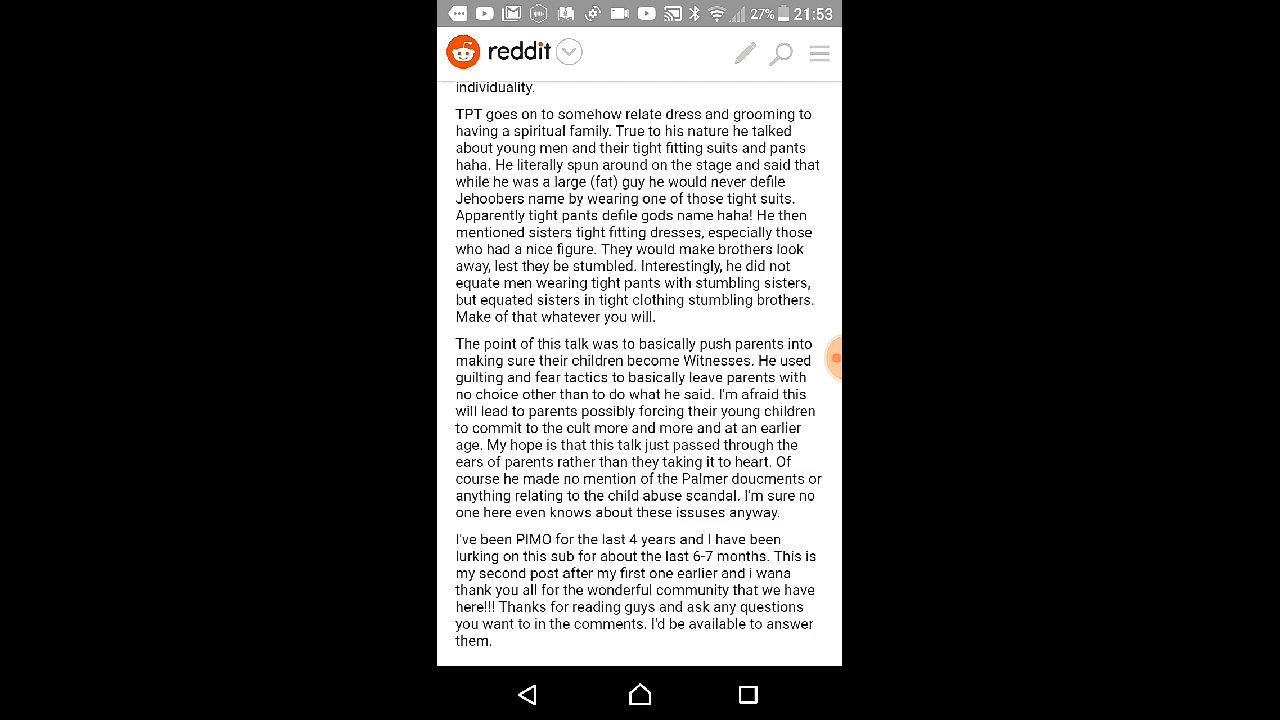 27% 21:53
reddit
individuality.
TPT goes on to somehow relate dress and grooming to
having a spiritual family. True to his nature he talked
about young men and their tight fitting suits and pants
haha. He literally spun around on the stage and said that
while he was a large (fat) guy he would never defile
Jehoobers name by wearing one of those tight suits.
Apparently tight pants defile gods name haha! He then
mentioned sisters tight fitting dresses, especially those
who had a nice figure. They would make brothers look
away, lest they be stumbled. Interestingly, he did not
equate men wearing tight pants with stumbling sisters,
but equated sisters in tight clothing stumbling brothers.
Make of that whatever you will.
The point of this talk was to basically push parents into
making sure their children become Witnesses. He used
guilting and fear tactics to basically leave parents with
no choice other than to do what he said. I'm afraid this
will lead to parents possibly forcing their young children
to commit to the cult more and more and at an earlier
age. My hope is that this talk just passed through the
ears of parents rather than they taking it to heart. Of
course he made no mention of the Palmer doucments or
anything relating to the child abuse scandal. I'm sure no
one here even knows about these issuses anyway.
I've been PIMO for the last 4 years and I have been
lurking on this sub for about the last 6-7 months. This is
my second post after my first one earlier and i wana
thank you all for the wonderful community that we have
here!!! Thanks for reading guys and ask any questions
you want to in the comments. I'd be available to answer
them.